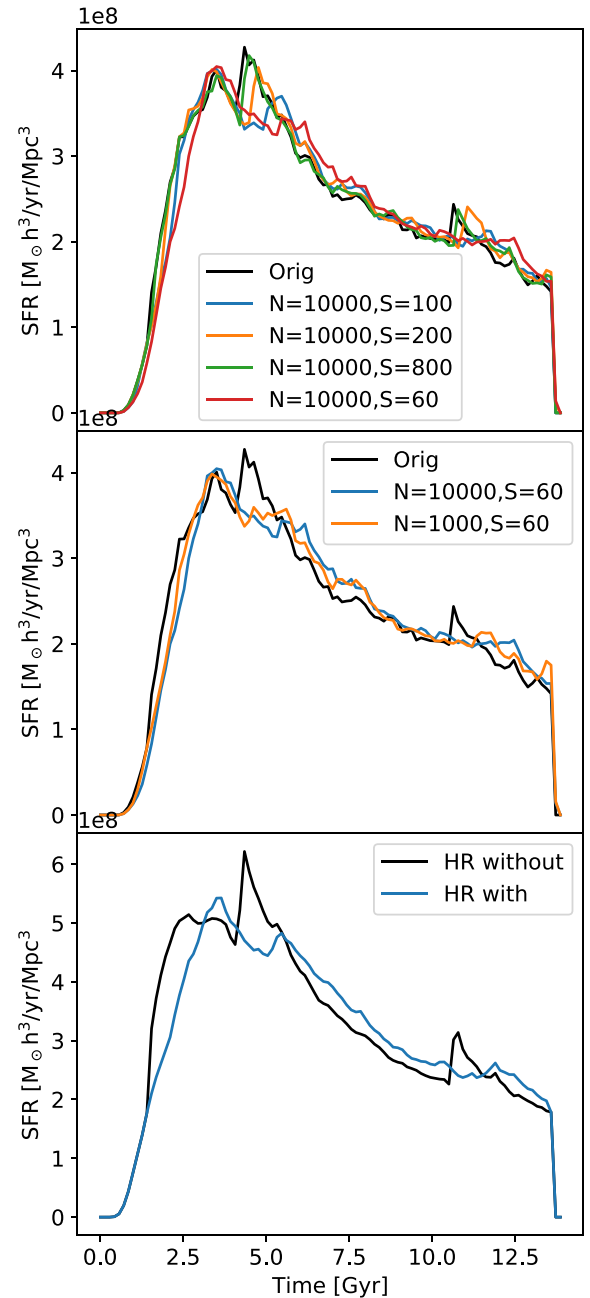 1e8
4
3
2
1
0
SFR [M⊙h³/yr/Mpc³]
Orig
N=10000,S=100
N=10000,S=200
N=10000,S=800
N=10000,S=60
1e8
4
3
2
1
0
SFR [M⊙h³/yr/Mpc³]
Orig
N=10000,S=60
N=1000,S=60
1e8
6
5
4
3
2
1
0
SFR [M⊙h³/yr/Mpc³]
HR without
HR with
0.0 2.5 5.0 7.5 10.0 12.5
Time [Gyr]